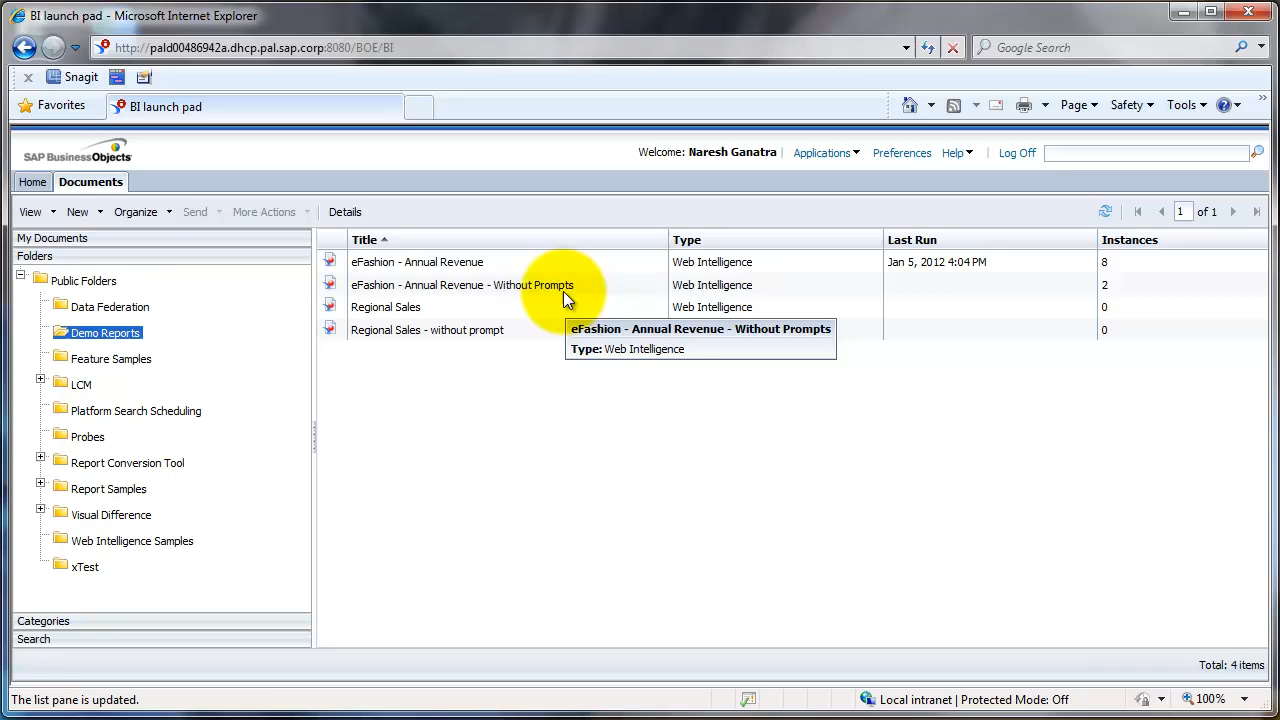 BI launch pad - Microsoft Internet Explorer
http://pald00486942a.dhcp.pal.sap.corp:8080/BOE/BI
Google Search
x Snagit
Favorites BI launch pad Page Safety Tools
SAP BusinessObjects
Welcome: Naresh Ganatra | Applications Preferences Help | Log Off
Home Documents
View New Organize Send More Actions Details 1 of 1
My Documents
Folders
Public Folders
Data Federation
Demo Reports
Feature Samples
LCM
Platform Search Scheduling
Probes
Report Conversion Tool
Report Samples
Visual Difference
Web Intelligence Samples
xTest
Categories
Search
Title Type Last Run Instances
eFashion - Annual Revenue Web Intelligence Jan 5, 2012 4:04 PM 8
eFashion - Annual Revenue - Without Prompts Web Intelligence 2
Regional Sales Web Intelligence 0
Regional Sales - without prompt 0
eFashion - Annual Revenue - Without Prompts
Type: Web Intelligence
Total: 4 items
The list pane is updated. Local intranet | Protected Mode: Off 100%